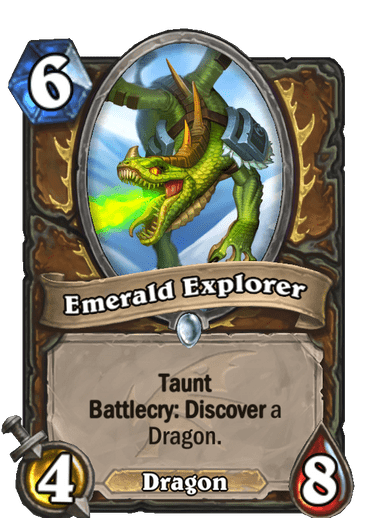 6
Emerald Explorer
Taunt
Battlecry: Discover a
Dragon.
4
Dragon
8